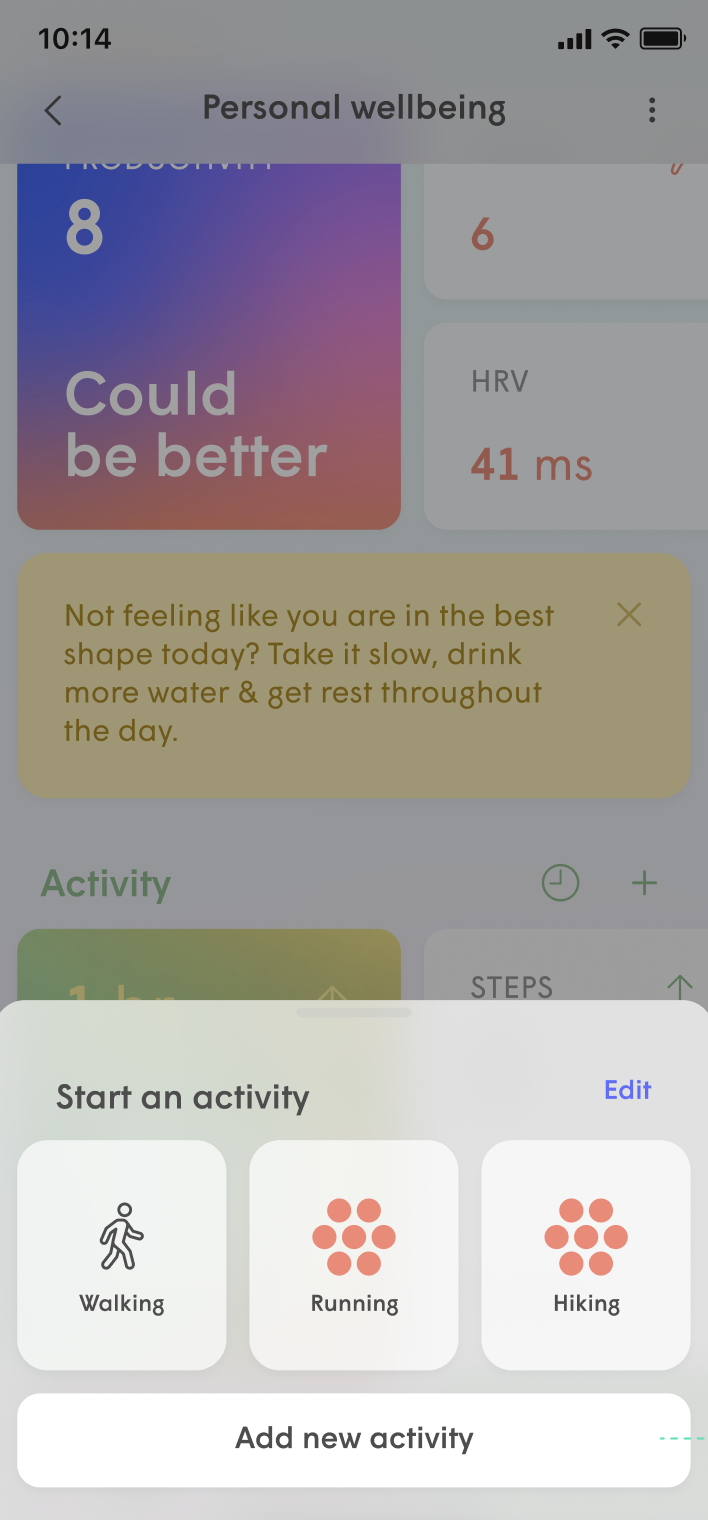 10:14
Personal wellbeing
PRODUCTIVITY
8
Could
be better
6
HRV
41 ms
Not feeling like you are in the best
shape today? Take it slow, drink
more water & get rest throughout
the day.
Activity
1 hr
STEPS
Start an activity
Edit
Walking
Running
Hiking
Add new activity